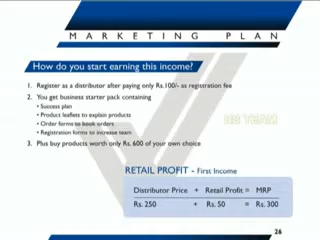 MARKETING PLAN
How do you start earning this income?
1. Register as a distributor after paying only Rs.100/- as registration fee
2. You get business starter pack containing
• Success plan
• Product leaflets to explain products
• Order forms to book orders
• Registration forms to increase team
3. Plus buy products worth only Rs. 600 of your own choice
RETAIL PROFIT - First Income
Distributor Price + Retail Profit = MRP
Rs. 250 + Rs. 50 = Rs. 300
26